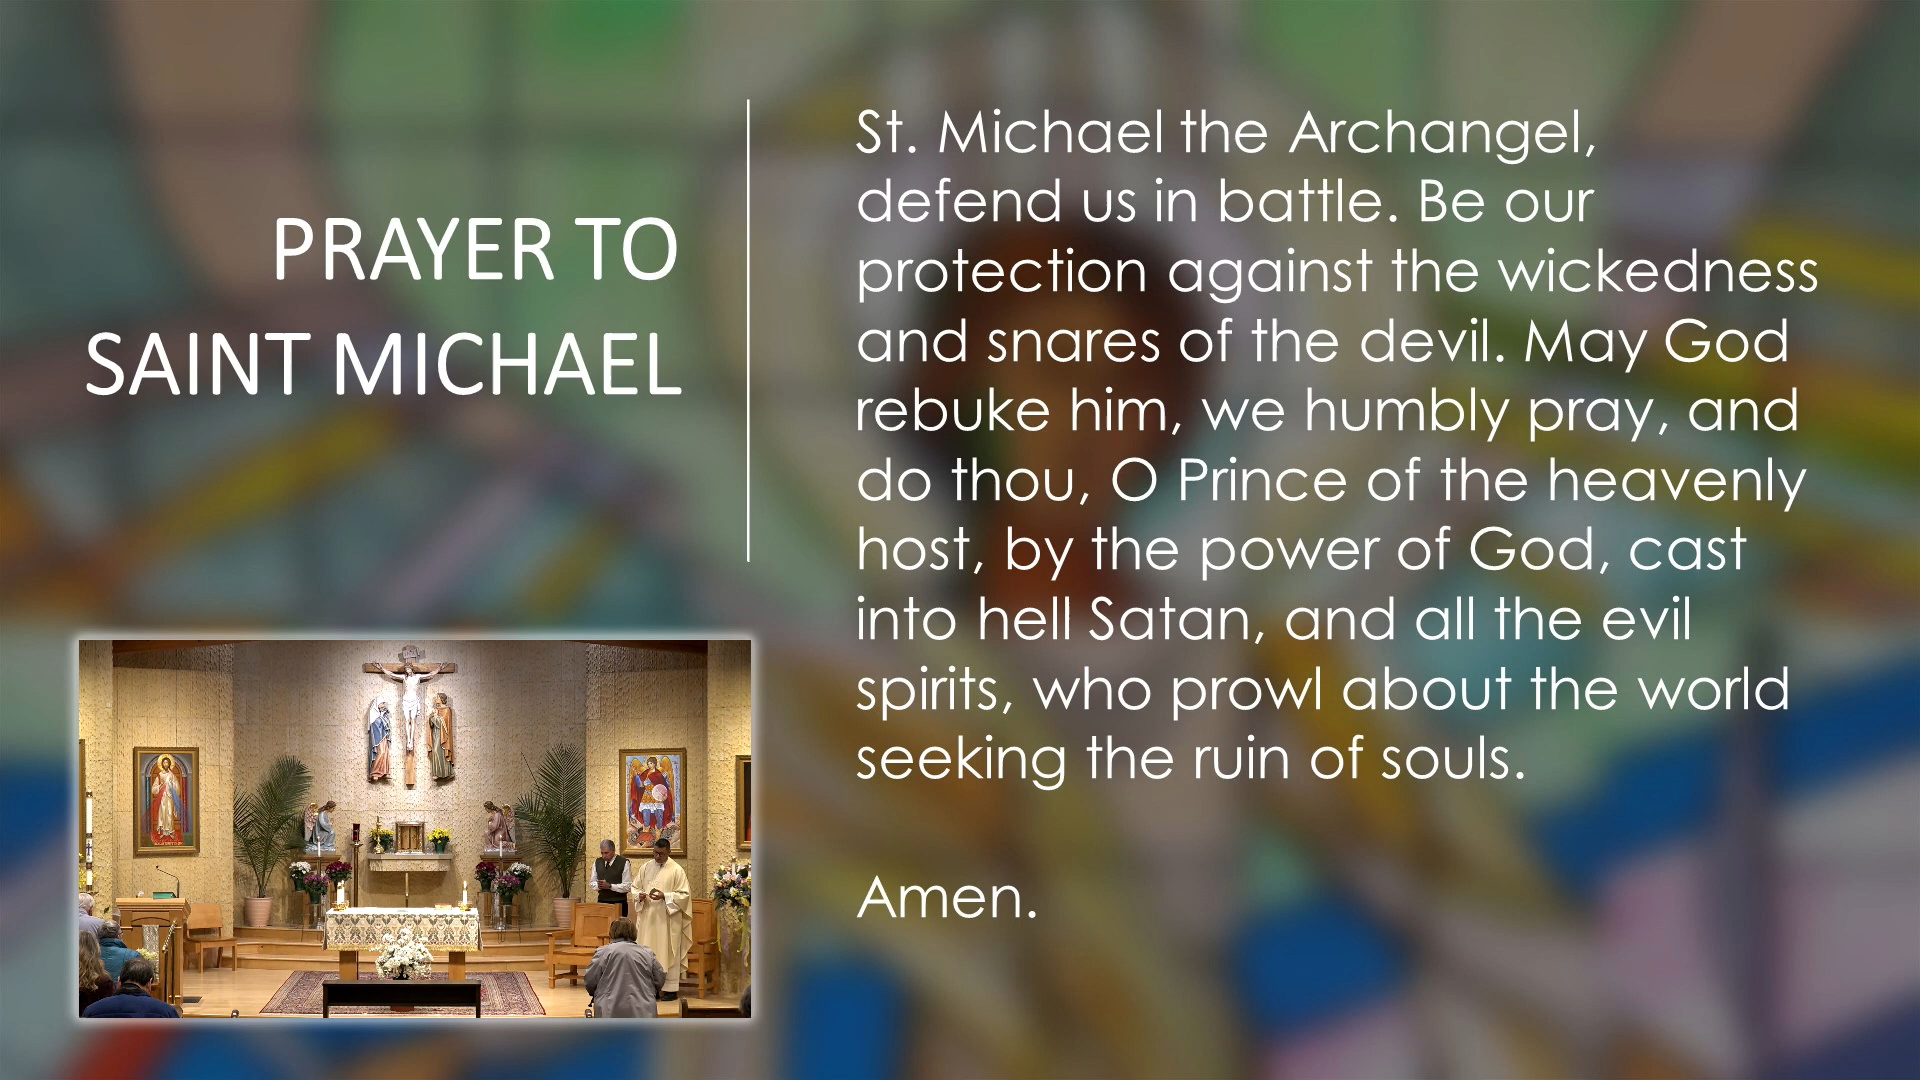 PRAYER TO
SAINT MICHAEL
St. Michael the Archangel,
defend us in battle. Be our
protection against the wickedness
and snares of the devil. May God
rebuke him, we humbly pray, and
do thou, O Prince of the heavenly
host, by the power of God, cast
into hell Satan, and all the evil
spirits, who prowl about the world
seeking the ruin of souls.
Amen.